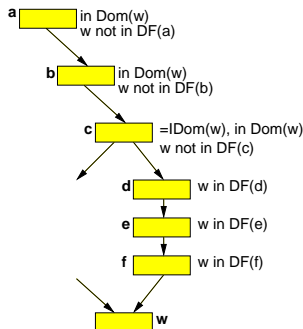 a
in Dom(w)
w not in DF(a)
b
in Dom(w)
w not in DF(b)
c
=IDom(w), in Dom(w)
w not in DF(c)
d
w in DF(d)
e
w in DF(e)
f
w in DF(f)
w